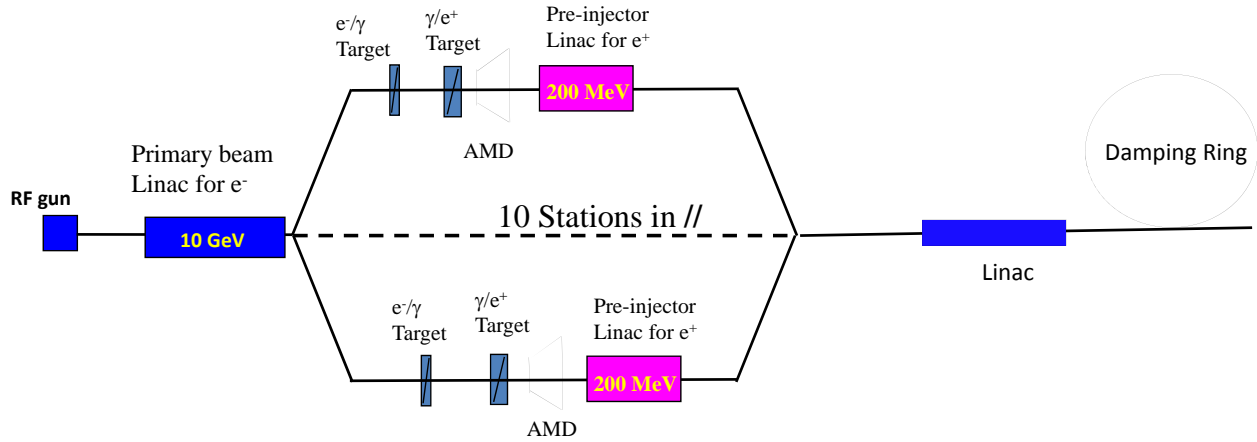 e⁻/γ
Target
γ/e⁺
Target
Pre-injector
Linac for e⁺
200 MeV
AMD
Primary beam
Linac for e⁻
RF gun
10 GeV
10 Stations in //
Damping Ring
Linac
e⁻/γ
Target
γ/e⁺
Target
Pre-injector
Linac for e⁺
200 MeV
AMD